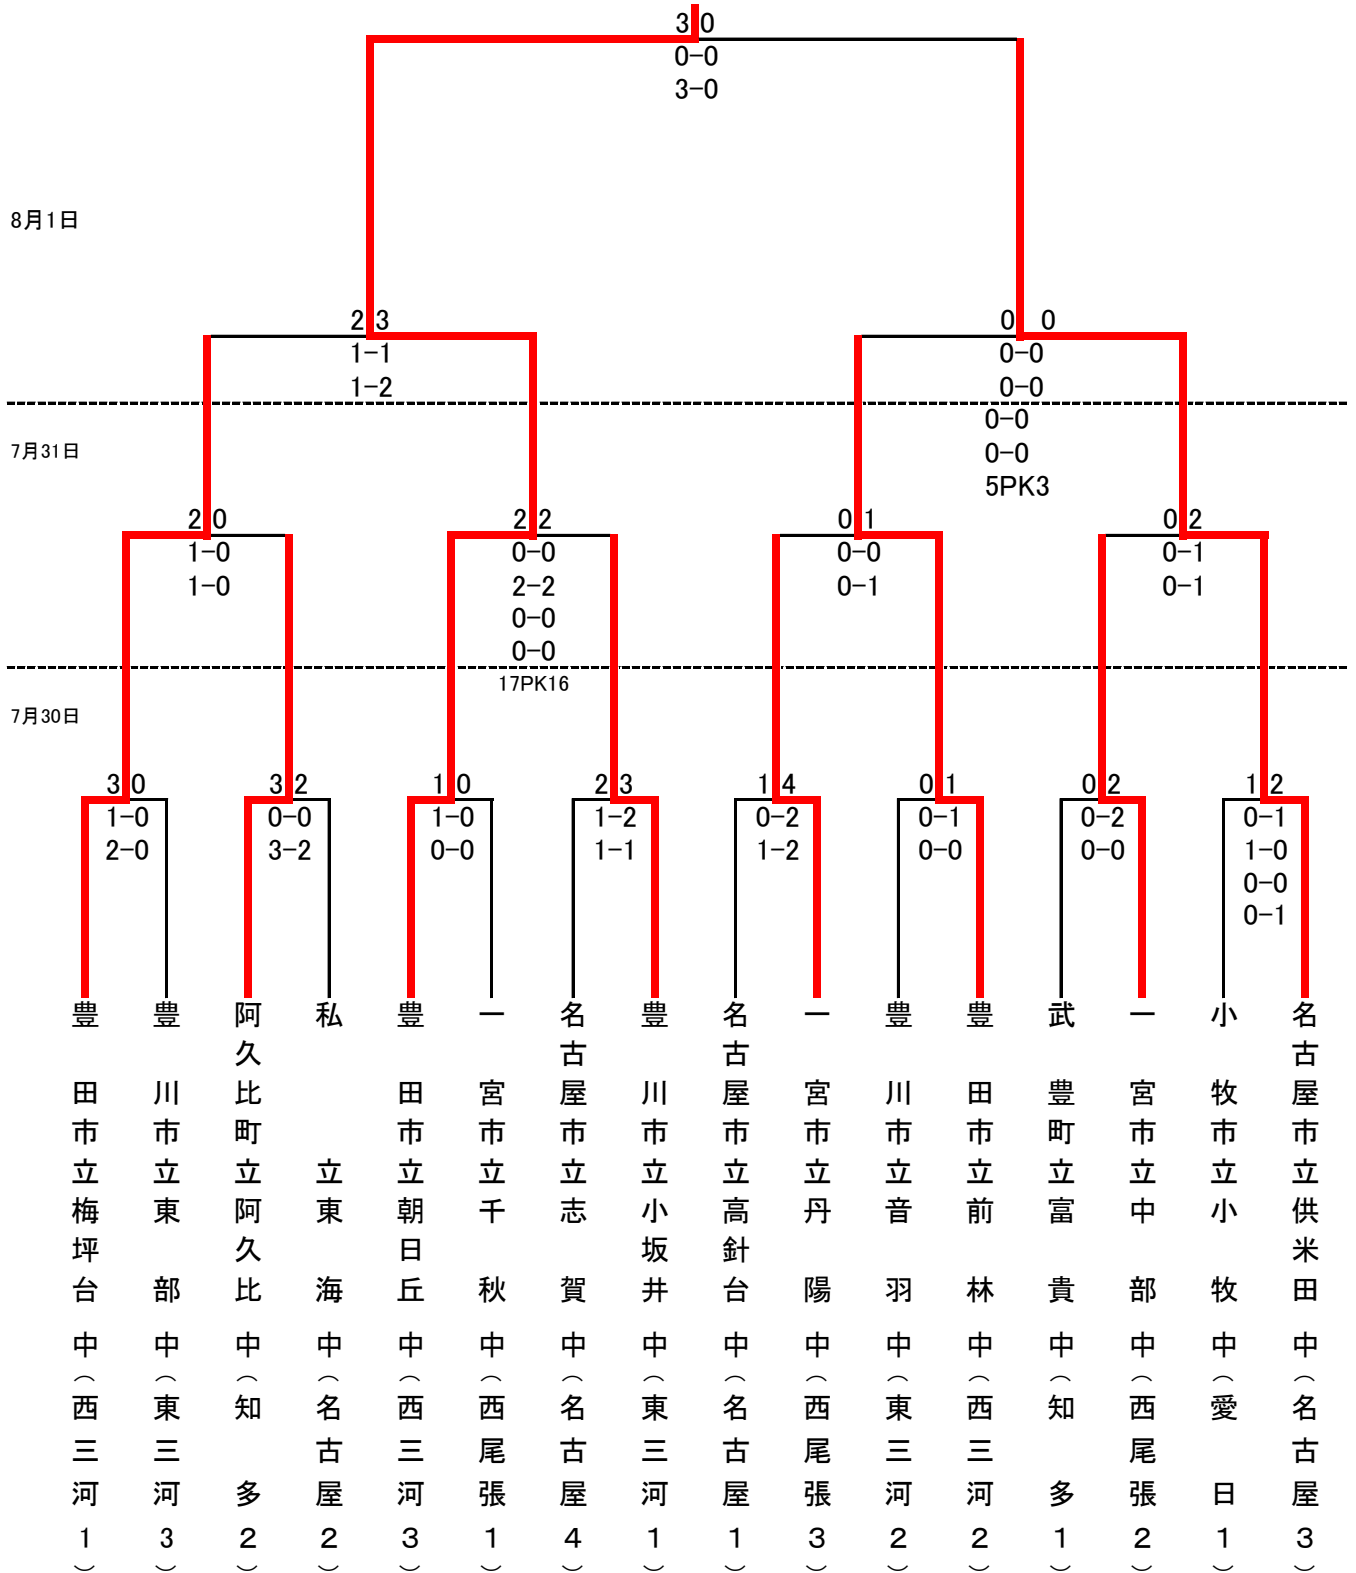 3 0
0-0
3-0
8月1日
2 3
1-1
1-2
0 0
0-0
0-0
0-0
0-0
5PK3
7月31日
2 0
1-0
1-0
2 2
0-0
2-2
0-0
0-0
17PK16
0 1
0-0
0-1
0 2
0-1
0-1
7月30日
3 0
1-0
2-0
3 2
0-0
3-2
1 0
1-0
0-0
2 3
1-2
1-1
1 4
0-2
1-2
0 1
0-1
0-0
0 2
0-2
0-0
1 2
0-1
1-0
0-0
0-1
豊田市立梅坪台中（西三河1）
豊川市立東部中（東三河3）
阿久比町立阿久比中（知多2）
私立東海中（名古屋2）
豊田市立朝日丘中（西三河3）
一宮市立千秋中（西尾張1）
名古屋市立志賀中（名古屋4）
豊川市立小坂井中（東三河1）
名古屋市立高針台中（名古屋1）
一宮市立丹陽中（西尾張3）
豊川市立音羽中（東三河2）
豊田市立前林中（西三河2）
武豊町立富貴中（知多1）
一宮市立中部中（西尾張2）
小牧市立小牧中（愛日1）
名古屋市立供米田中（名古屋3）